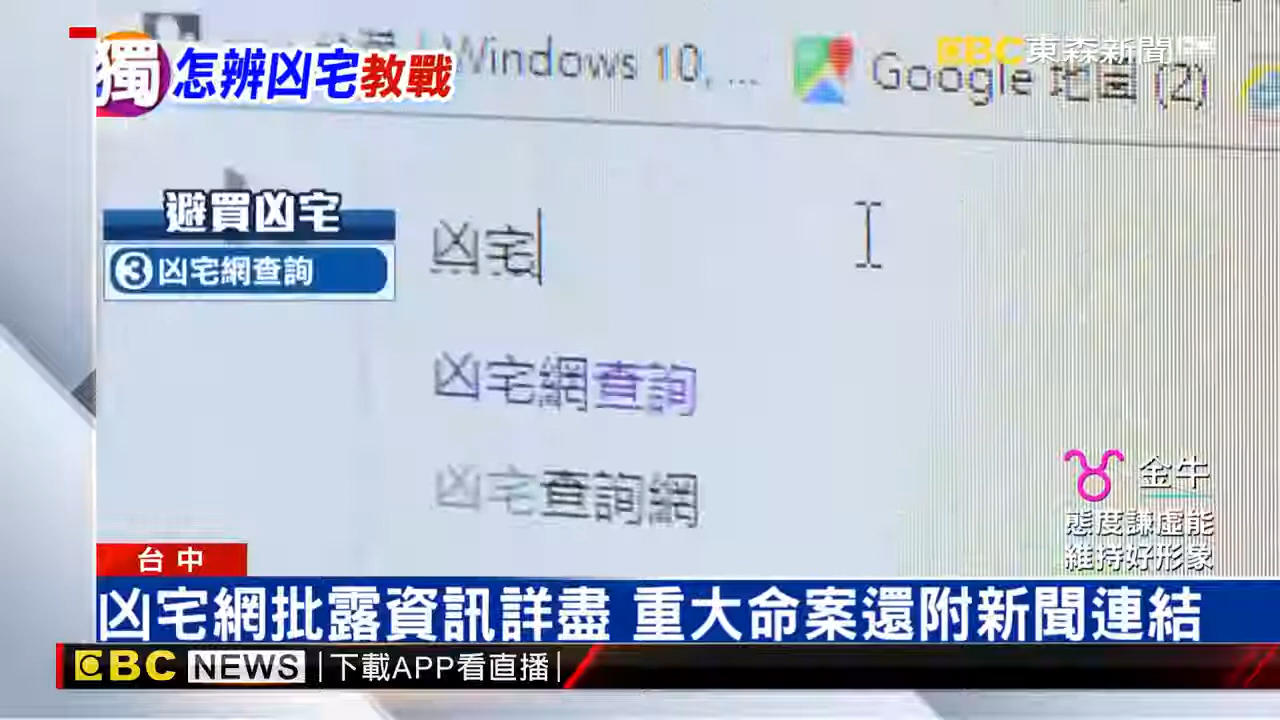 獨 怎辨凶宅教戰
Windows 10, ...
Google 地圖 (2)
EBC 東森新聞
避買凶宅
③凶宅網查詢
凶宅
凶宅網查詢
凶宅查詢網
金牛
態度謙虛能
維持好形象
台中
凶宅網批露資訊詳盡 重大命案還附新聞連結
EBC NEWS 下載APP看直播